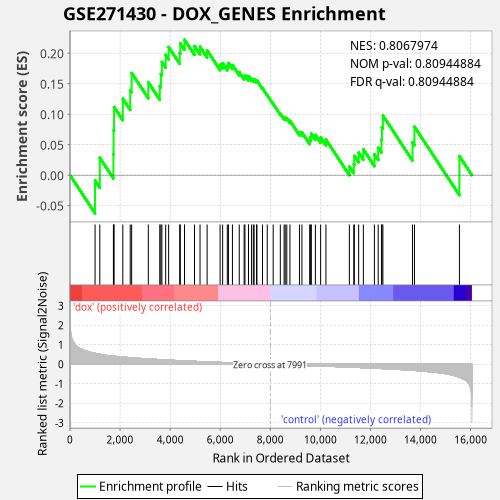 GSE271430 - DOX_GENES Enrichment
Enrichment score (ES)
0.20
0.15
0.10
0.05
0.00
-0.05
NES: 0.8067974
NOM p-val: 0.80944884
FDR q-val: 0.80944884
Ranked list metric (Signal2Noise)
3
2
1
0
-1
-2
-3
'dox' (positively correlated)
Zero cross at 7991
'control' (negatively correlated)
0
2,000
4,000
6,000
8,000
10,000
12,000
14,000
16,000
Rank in Ordered Dataset
Enrichment profile
Hits
Ranking metric scores